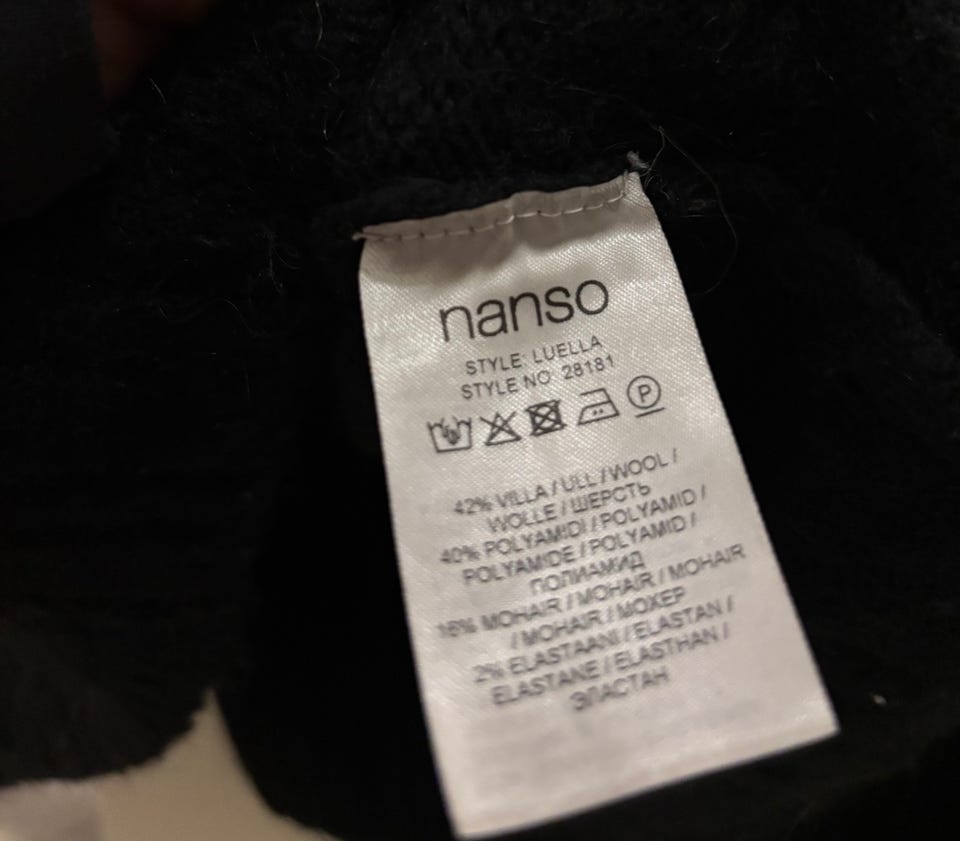 nanso
STYLE: LUELLA
STYLE NO 28181
P
42% VILLA / ULL / WOOL /
WOLLE / ШЕРСТЬ
40% POLYAMIDI / POLYAMID /
POLYAMIDE / POLYAMID /
ПОЛИАМИД
16% MOHAIR / MOHAIR / MOHAIR
/ MOHAIR / МОХЕР
2% ELASTAANI / ELASTAN /
ELASTANE / ELASTHAN /
ЭЛАСТАН